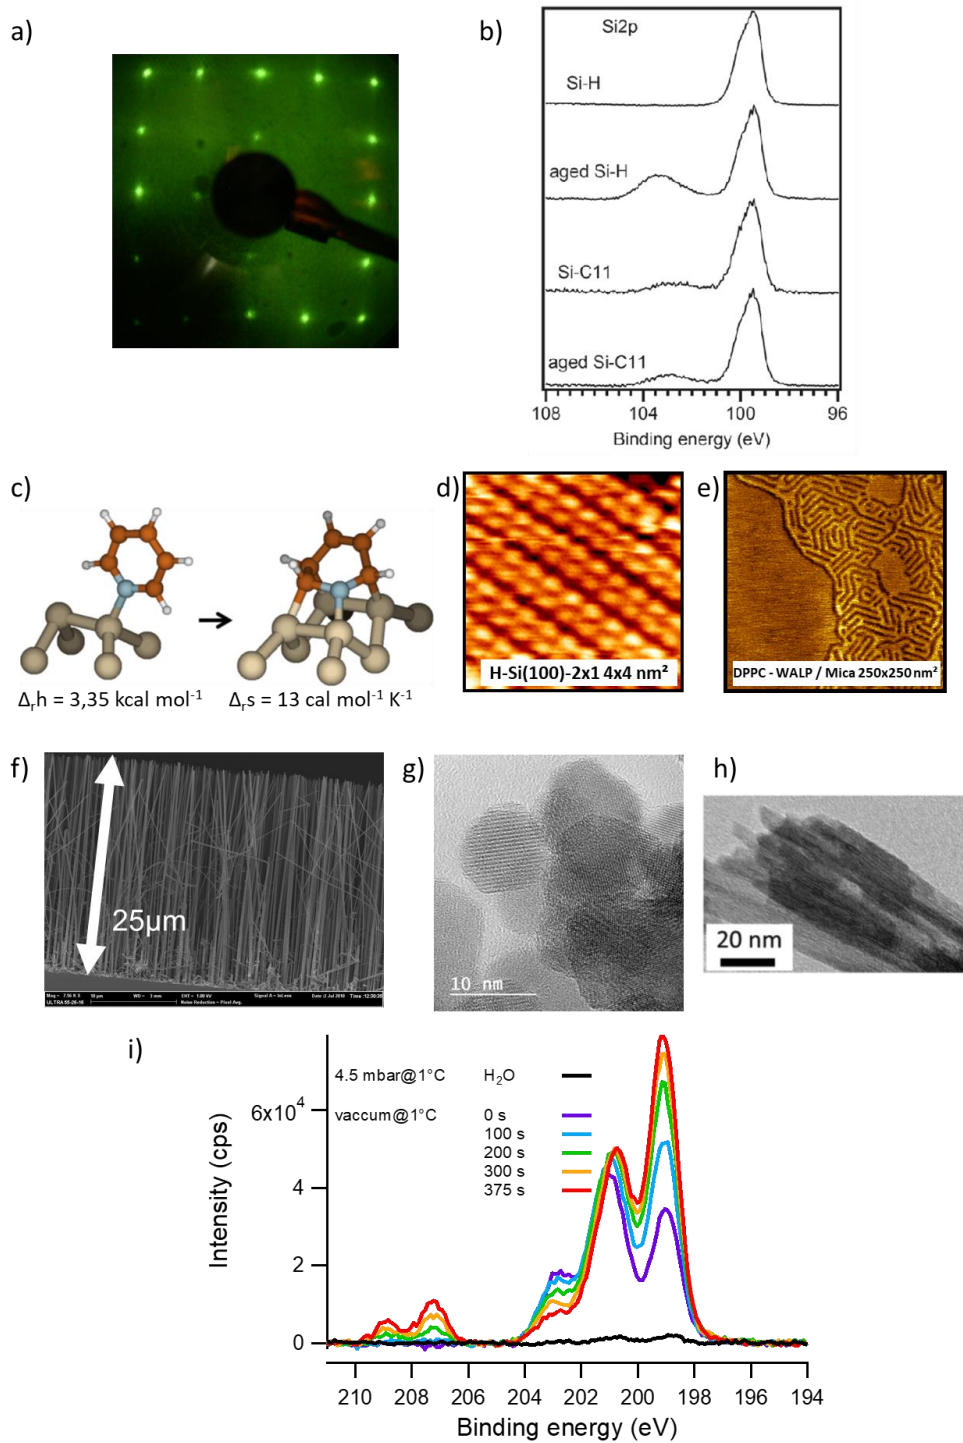 a)
b)
Si2p
Si-H
aged Si-H
Si-C11
aged Si-C11
108 104 100 96
Binding energy (eV)
c)
Δrh = 3,35 kcal mol⁻¹
Δrs = 13 cal mol⁻¹ K⁻¹
d)
H-Si(100)-2x1 4x4 nm²
e)
DPPC - WALP / Mica 250x250 nm²
f)
25μm
g)
10 nm
h)
20 nm
i)
4.5 mbar@1°C H₂O
vaccum@1°C 0 s
100 s
200 s
300 s
375 s
6x10⁴
4
2
0
Intensity (cps)
210 208 206 204 202 200 198 196 194
Binding energy (eV)